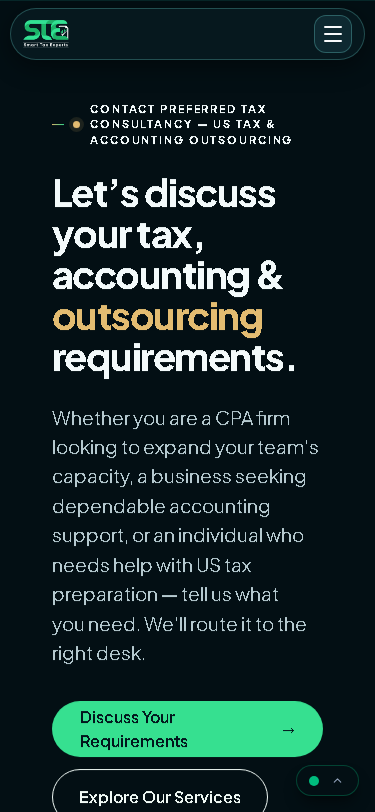 STE
Smart Tax Experts
CONTACT PREFERRED TAX
CONSULTANCY — US TAX &
ACCOUNTING OUTSOURCING
Let’s discuss
your tax,
accounting &
outsourcing
requirements.
Whether you are a CPA firm
looking to expand your team's
capacity, a business seeking
dependable accounting
support, or an individual who
needs help with US tax
preparation — tell us what
you need. We'll route it to the
right desk.
Discuss Your
Requirements →
Explore Our Services